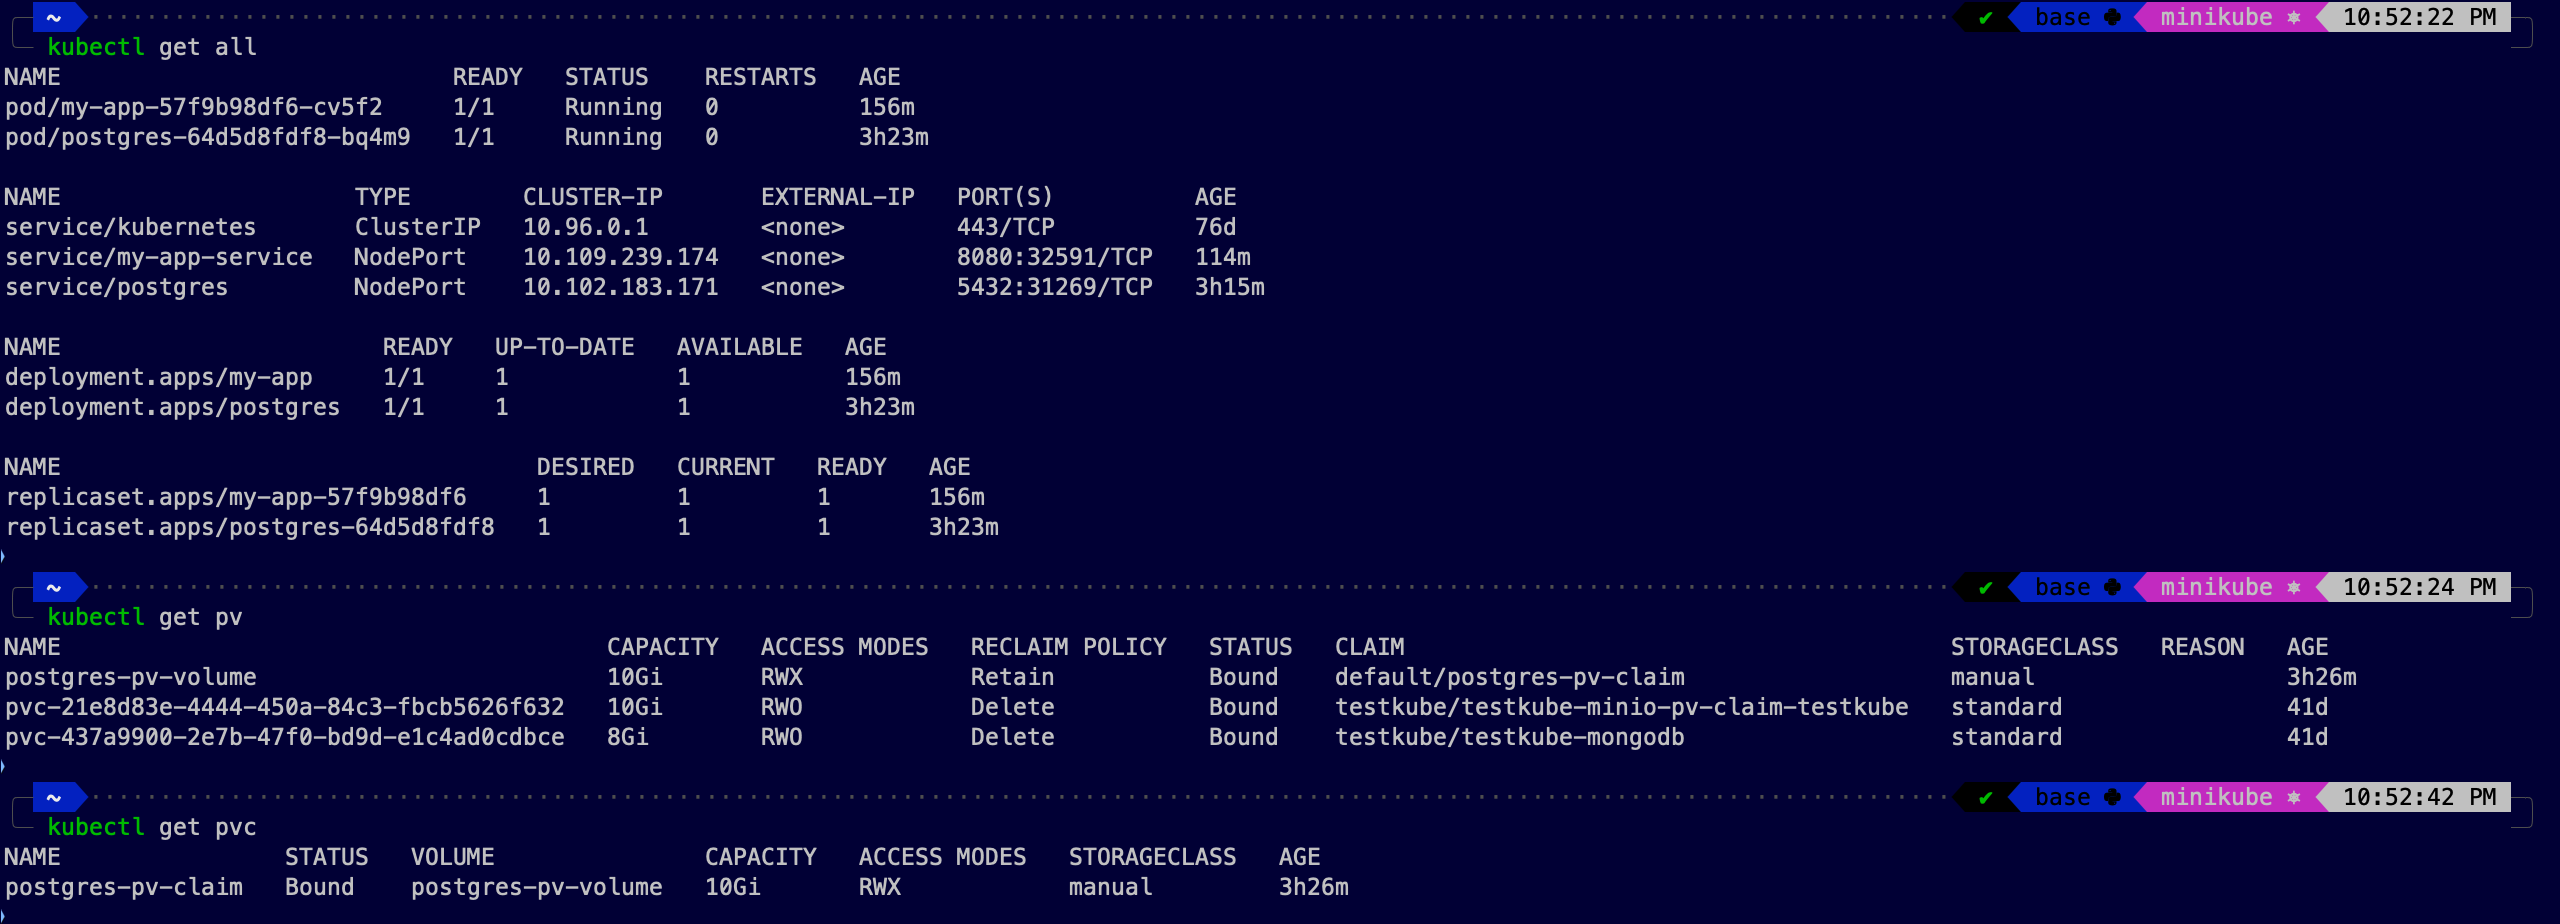 ~ ✔ base minikube 10:52:22 PM
kubectl get all
NAME READY STATUS RESTARTS AGE
pod/my-app-57f9b98df6-cv5f2 1/1 Running 0 156m
pod/postgres-64d5d8fdf8-bq4m9 1/1 Running 0 3h23m
NAME TYPE CLUSTER-IP EXTERNAL-IP PORT(S) AGE
service/kubernetes ClusterIP 10.96.0.1 <none> 443/TCP 76d
service/my-app-service NodePort 10.109.239.174 <none> 8080:32591/TCP 114m
service/postgres NodePort 10.102.183.171 <none> 5432:31269/TCP 3h15m
NAME READY UP-TO-DATE AVAILABLE AGE
deployment.apps/my-app 1/1 1 1 156m
deployment.apps/postgres 1/1 1 1 3h23m
NAME DESIRED CURRENT READY AGE
replicaset.apps/my-app-57f9b98df6 1 1 1 156m
replicaset.apps/postgres-64d5d8fdf8 1 1 1 3h23m
~ ✔ base minikube 10:52:24 PM
kubectl get pv
NAME CAPACITY ACCESS MODES RECLAIM POLICY STATUS CLAIM STORAGECLASS REASON AGE
postgres-pv-volume 10Gi RWX Retain Bound default/postgres-pv-claim manual 3h26m
pvc-21e8d83e-4444-450a-84c3-fbcb5626f632 10Gi RWO Delete Bound testkube/testkube-minio-pv-claim-testkube standard 41d
pvc-437a9900-2e7b-47f0-bd9d-e1c4ad0cdbce 8Gi RWO Delete Bound testkube/testkube-mongodb standard 41d
~ ✔ base minikube 10:52:42 PM
kubectl get pvc
NAME STATUS VOLUME CAPACITY ACCESS MODES STORAGECLASS AGE
postgres-pv-claim Bound postgres-pv-volume 10Gi RWX manual 3h26m